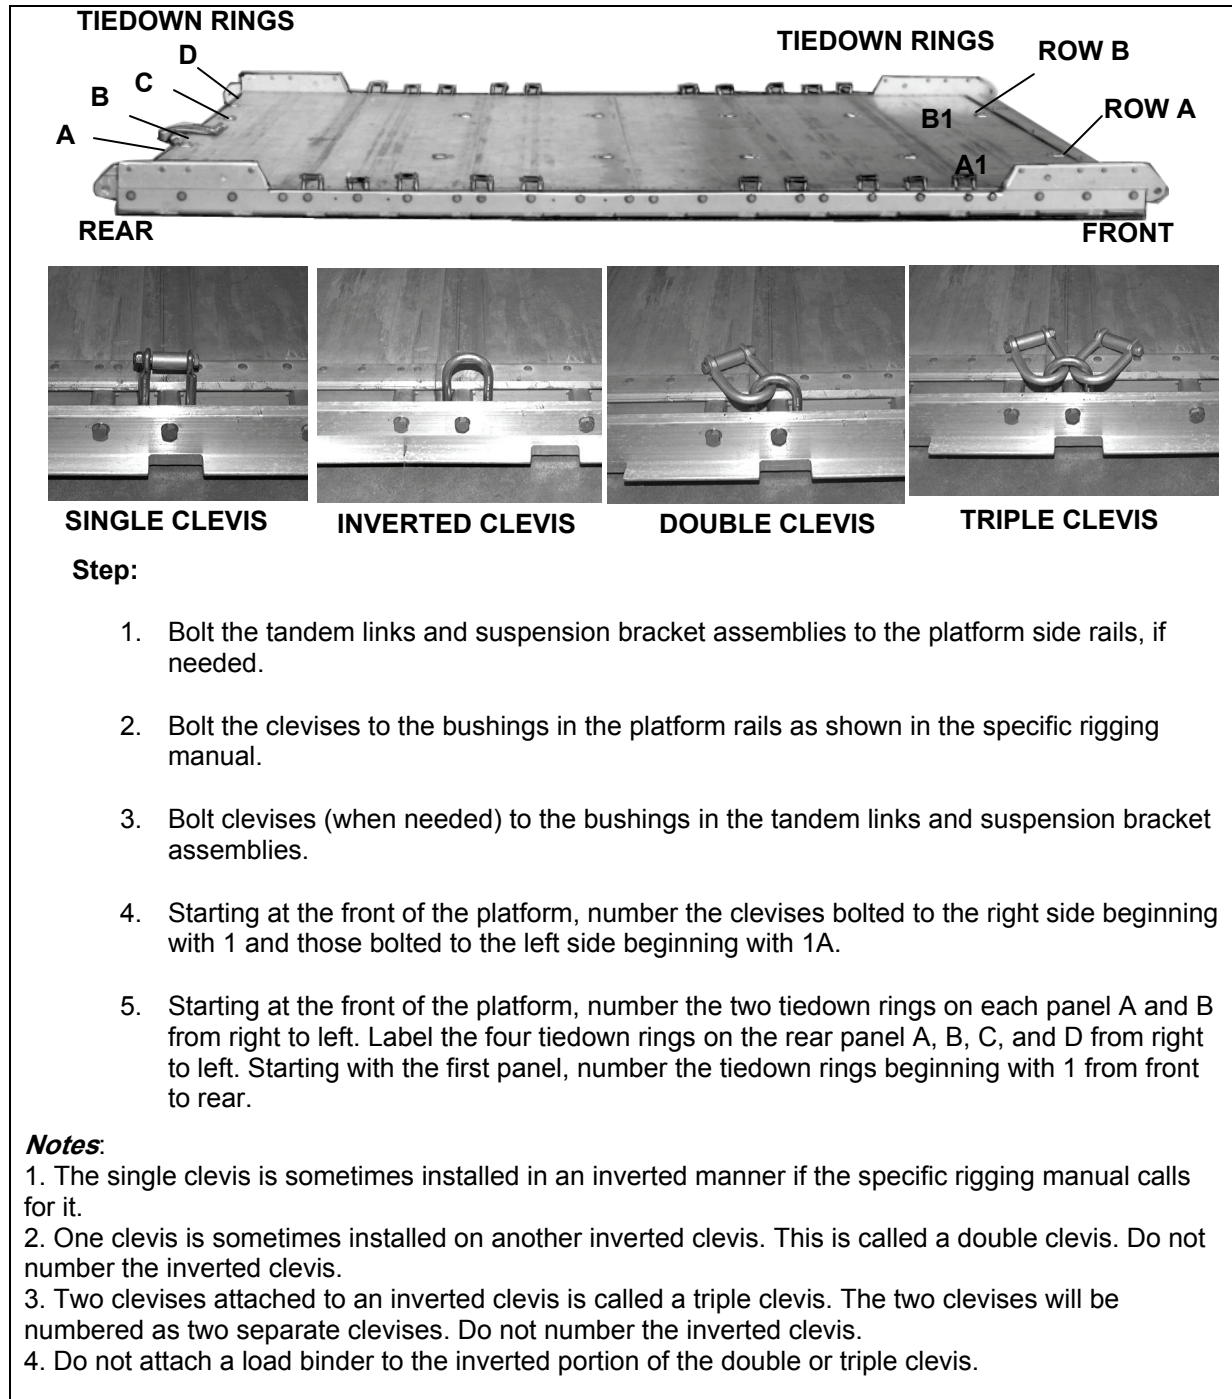 TIEDOWN RINGS
TIEDOWN RINGS
D
ROW B
C
B
ROW A
B1
A
A1
REAR
FRONT
SINGLE CLEVIS
INVERTED CLEVIS
DOUBLE CLEVIS
TRIPLE CLEVIS
Step:
1. Bolt the tandem links and suspension bracket assemblies to the platform side rails, if
needed.
2. Bolt the clevises to the bushings in the platform rails as shown in the specific rigging
manual.
3. Bolt clevises (when needed) to the bushings in the tandem links and suspension bracket
assemblies.
4. Starting at the front of the platform, number the clevises bolted to the right side beginning
with 1 and those bolted to the left side beginning with 1A.
5. Starting at the front of the platform, number the two tiedown rings on each panel A and B
from right to left. Label the four tiedown rings on the rear panel A, B, C, and D from right
to left. Starting with the first panel, number the tiedown rings beginning with 1 from front
to rear.
Notes:
1. The single clevis is sometimes installed in an inverted manner if the specific rigging manual calls
for it.
2. One clevis is sometimes installed on another inverted clevis. This is called a double clevis. Do not
number the inverted clevis.
3. Two clevises attached to an inverted clevis is called a triple clevis. The two clevises will be
numbered as two separate clevises. Do not number the inverted clevis.
4. Do not attach a load binder to the inverted portion of the double or triple clevis.